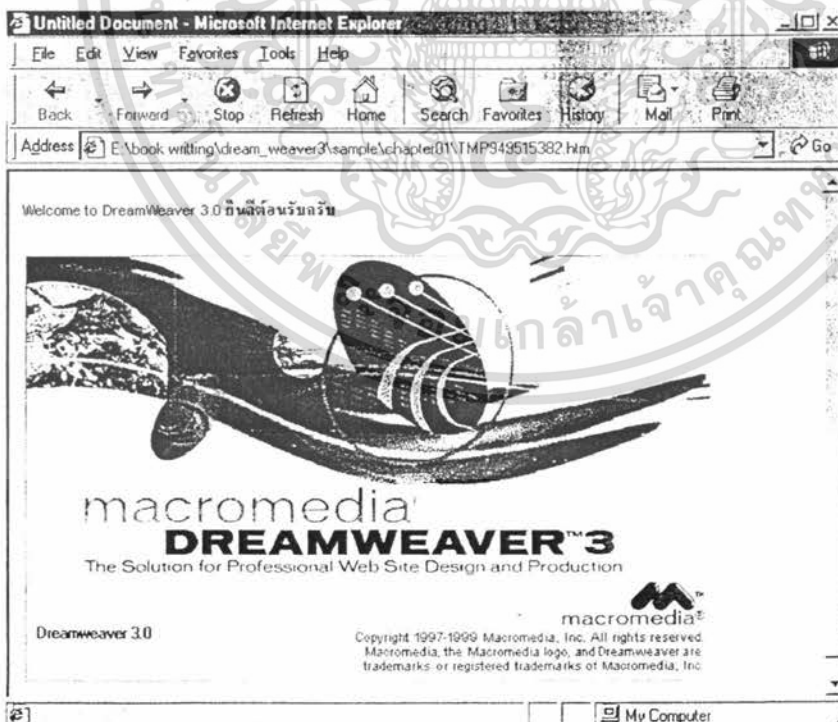 Untitled Document - Microsoft Internet Explorer
File Edit View Favorites Tools Help
Back Forward Stop Refresh Home Search Favorites History Mail Print
Address E:\book writting\dream_weaver3\sample\chapter01\TMP949515382.htm Go
Welcome to DreamWeaver 3.0 ยินดีต้อนรับครับ
macromedia
DREAMWEAVER™3
The Solution for Professional Web Site Design and Production
macromedia®
Dreamweaver 3.0
Copyright 1997-1999 Macromedia, Inc. All rights reserved.
Macromedia, the Macromedia logo, and Dreamweaver are
trademarks or registered trademarks of Macromedia, Inc
My Computer